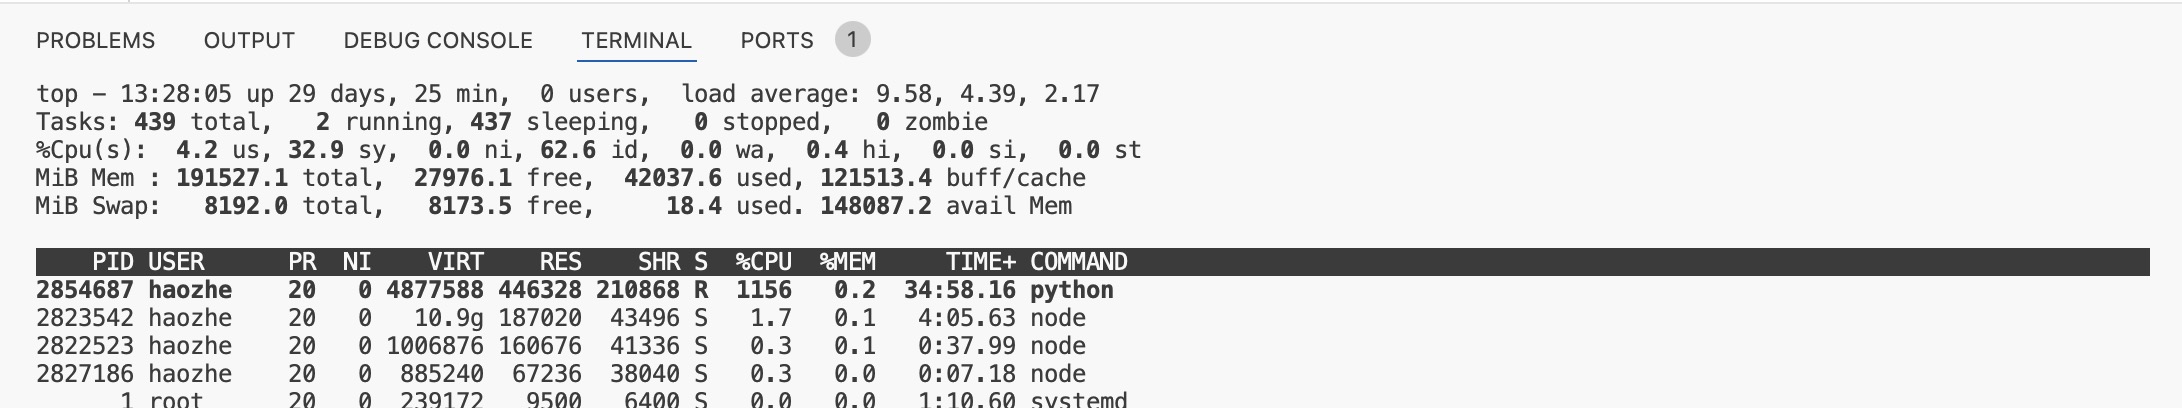 PROBLEMS OUTPUT DEBUG CONSOLE TERMINAL PORTS 1
top - 13:28:05 up 29 days, 25 min,  0 users,  load average: 9.58, 4.39, 2.17
Tasks: 439 total,   2 running, 437 sleeping,   0 stopped,   0 zombie
%Cpu(s):  4.2 us, 32.9 sy,  0.0 ni, 62.6 id,  0.0 wa,  0.4 hi,  0.0 si,  0.0 st
MiB Mem : 191527.1 total,  27976.1 free,  42037.6 used, 121513.4 buff/cache
MiB Swap:   8192.0 total,   8173.5 free,     18.4 used. 148087.2 avail Mem
    PID USER      PR  NI    VIRT    RES    SHR S  %CPU  %MEM     TIME+ COMMAND
2854687 haozhe    20   0 4877588 446328 210868 R  1156   0.2  34:58.16 python
2823542 haozhe    20   0   10.9g 187020  43496 S   1.7   0.1   4:05.63 node
2822523 haozhe    20   0 1006876 160676  41336 S   0.3   0.1   0:37.99 node
2827186 haozhe    20   0  885240  67236  38040 S   0.3   0.0   0:07.18 node
      1 root      20   0  239172   9500   6400 S   0.0   0.0   1:10.60 systemd